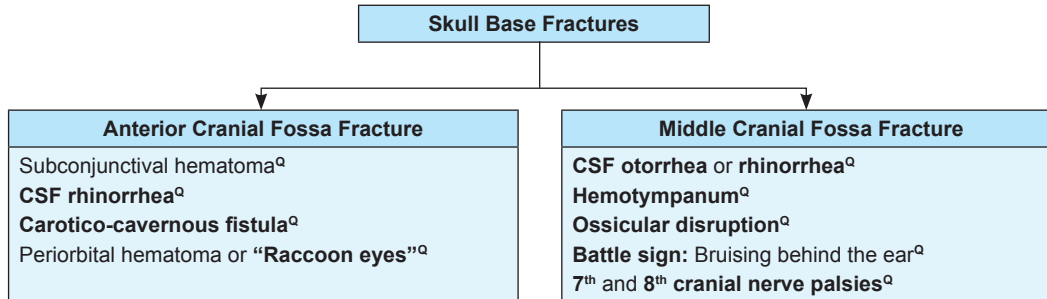 Skull Base Fractures
Anterior Cranial Fossa Fracture
Subconjunctival hematomaQ
CSF rhinorrheaQ
Carotico-cavernous fistulaQ
Periorbital hematoma or “Raccoon eyes”Q
Middle Cranial Fossa Fracture
CSF otorrhea or rhinorrheaQ
HemotympanumQ
Ossicular disruptionQ
Battle sign: Bruising behind the earQ
7th and 8th cranial nerve palsiesQ